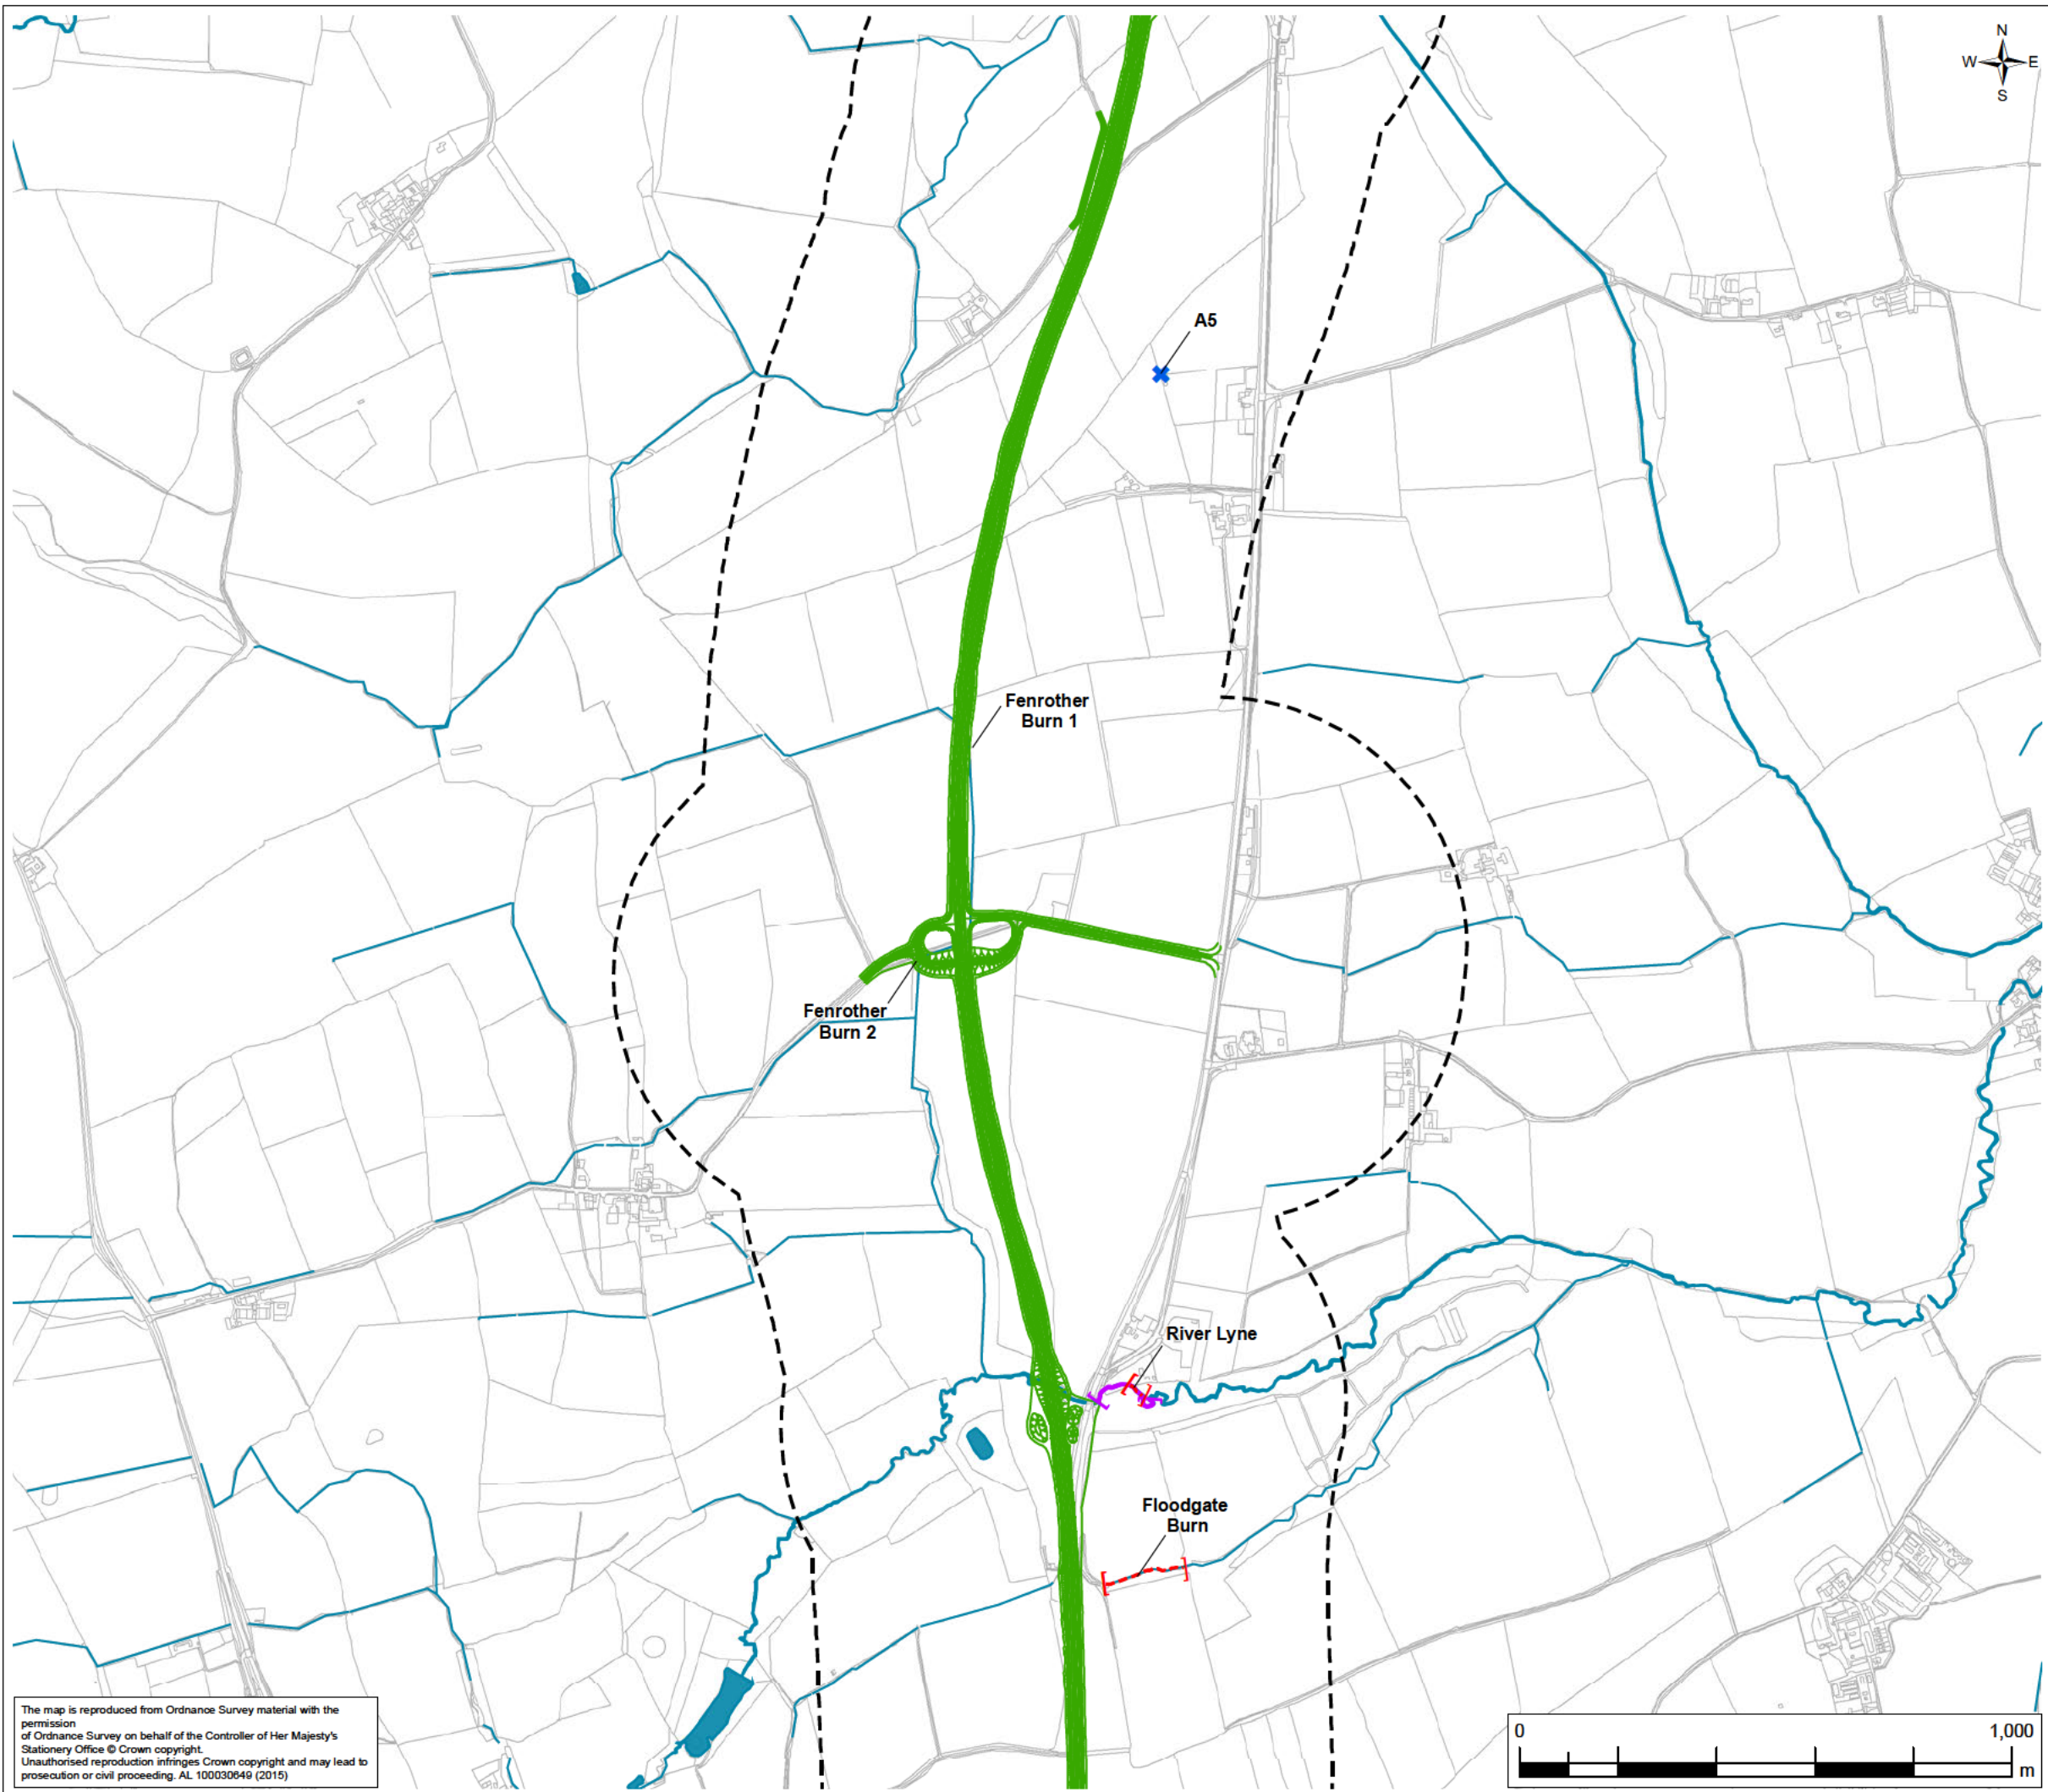 N
W E
S
A5
Fenrother
Burn 1
Fenrother
Burn 2
River Lyne
Floodgate
Burn
The map is reproduced from Ordnance Survey material with the
permission
of Ordnance Survey on behalf of the Controller of Her Majesty's
Stationery Office © Crown copyright.
Unauthorised reproduction infringes Crown copyright and may lead to
prosecution or civil proceeding. AL 100030649 (2015)
0 1,000
m